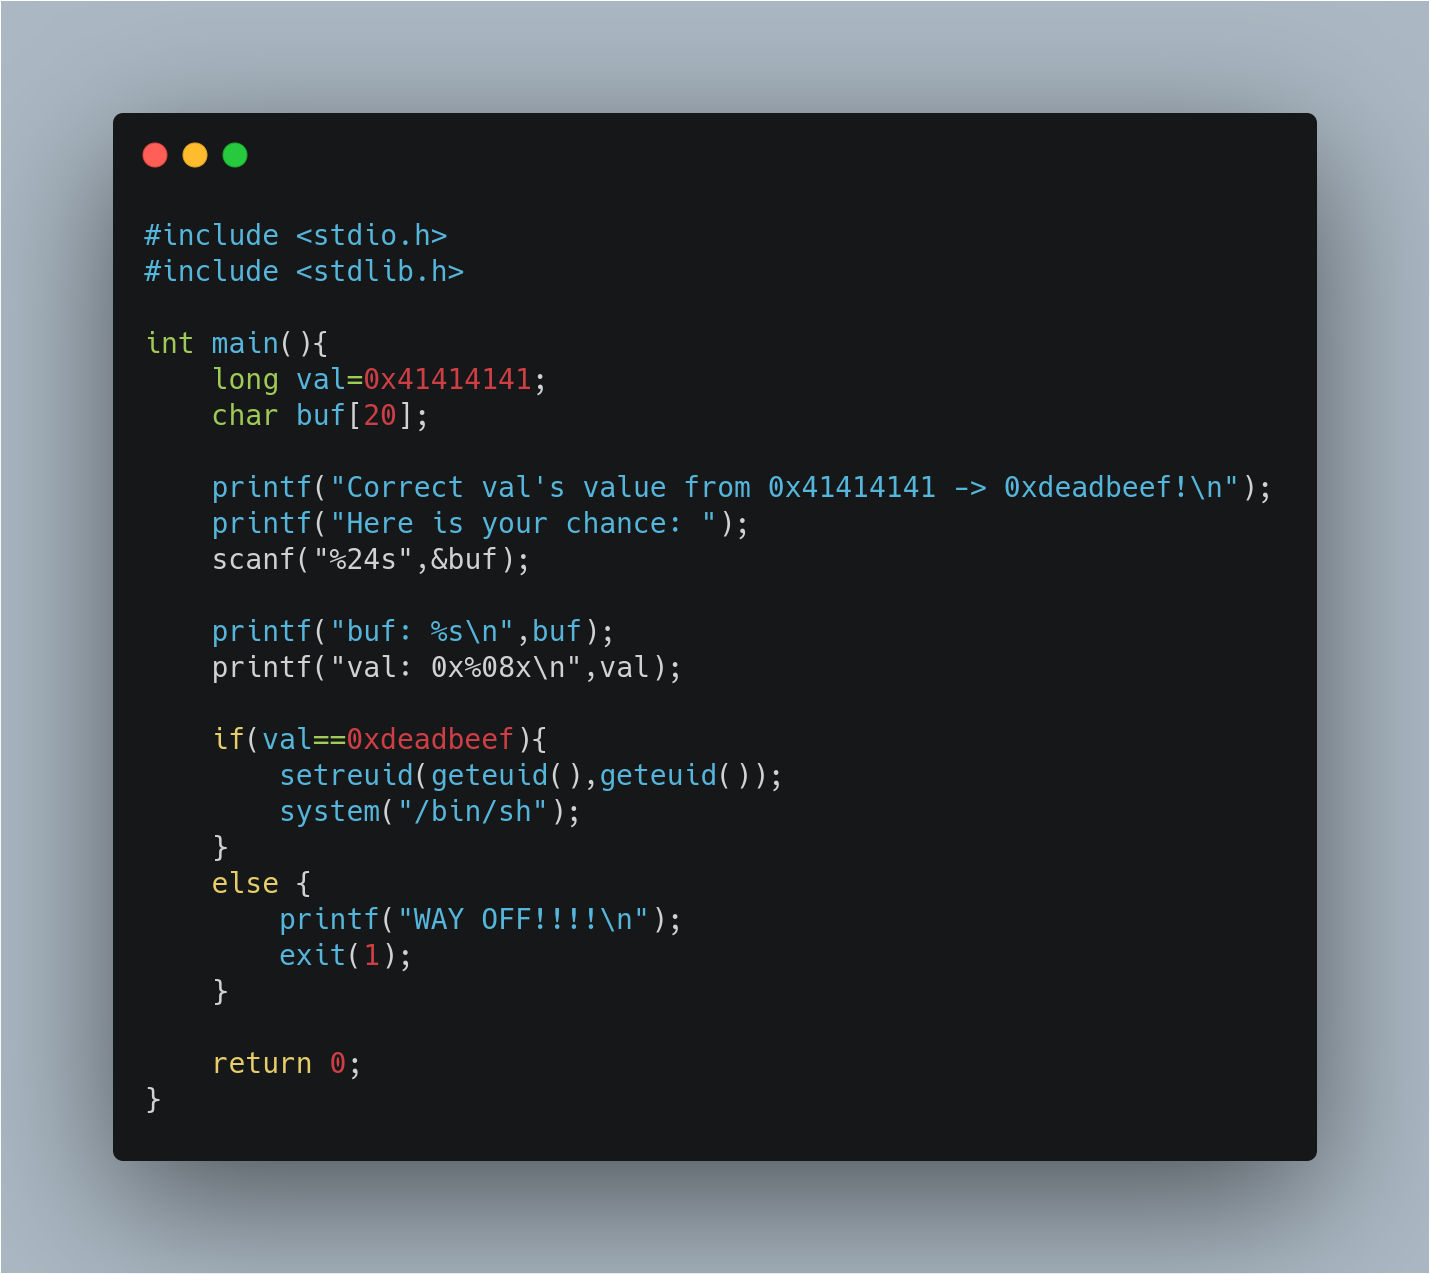 #include <stdio.h>
#include <stdlib.h>

int main(){
    long val=0x41414141;
    char buf[20];

    printf("Correct val's value from 0x41414141 -> 0xdeadbeef!\n");
    printf("Here is your chance: ");
    scanf("%24s",&buf);

    printf("buf: %s\n",buf);
    printf("val: 0x%08x\n",val);

    if(val==0xdeadbeef){
        setreuid(geteuid(),geteuid());
        system("/bin/sh");
    }
    else {
        printf("WAY OFF!!!!\n");
        exit(1);
    }

    return 0;
}